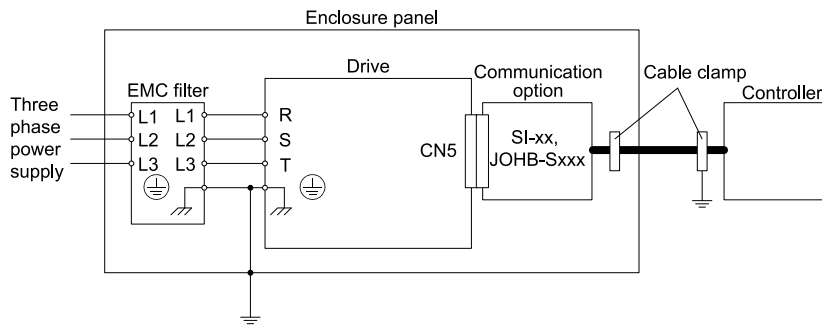 Enclosure panel
EMC filter
Drive
Communication
option
Cable clamp
Controller
Three
phase
power
supply
L1 L1 R
L2 L2 S
L3 L3 T
CN5
SI-xx,
JOHB-Sxxx